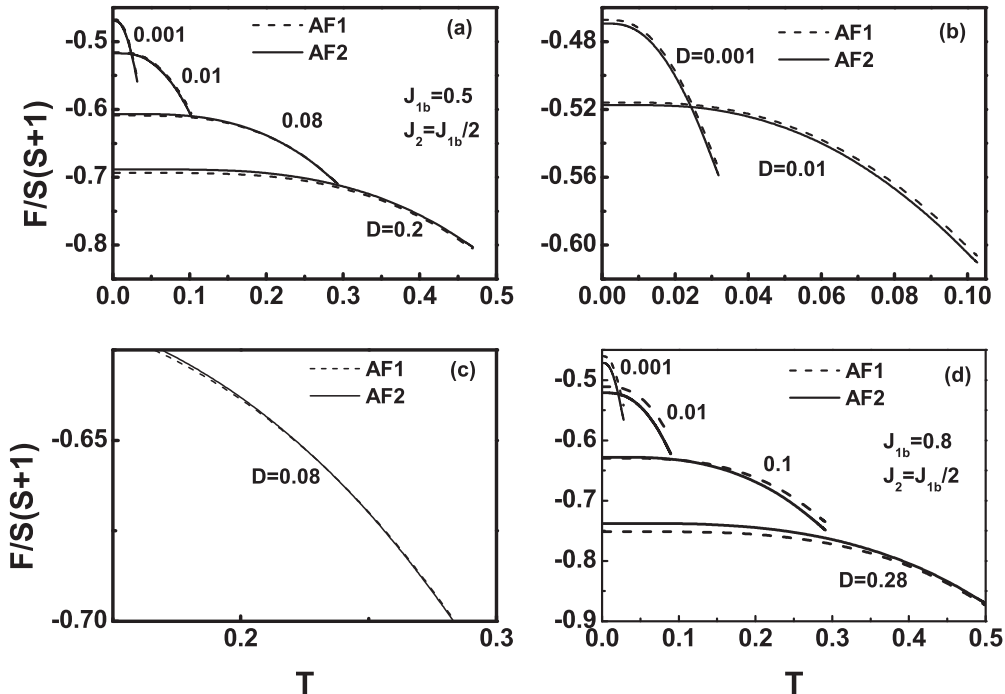 (a)
AF1
AF2
0.001
0.01
0.08
D=0.2
J1b=0.5
J2=J1b/2
-0.5
-0.6
-0.7
-0.8
0.0 0.1 0.2 0.3 0.4 0.5
F/S(S+1)
(b)
AF1
AF2
D=0.001
D=0.01
-0.48
-0.52
-0.56
-0.60
0.00 0.02 0.04 0.06 0.08 0.10
(c)
AF1
AF2
D=0.08
-0.65
-0.70
0.2 0.3
F/S(S+1)
T
(d)
AF1
AF2
0.001
0.01
0.1
D=0.28
J1b=0.8
J2=J1b/2
-0.5
-0.6
-0.7
-0.8
-0.9
0.0 0.1 0.2 0.3 0.4 0.5
T